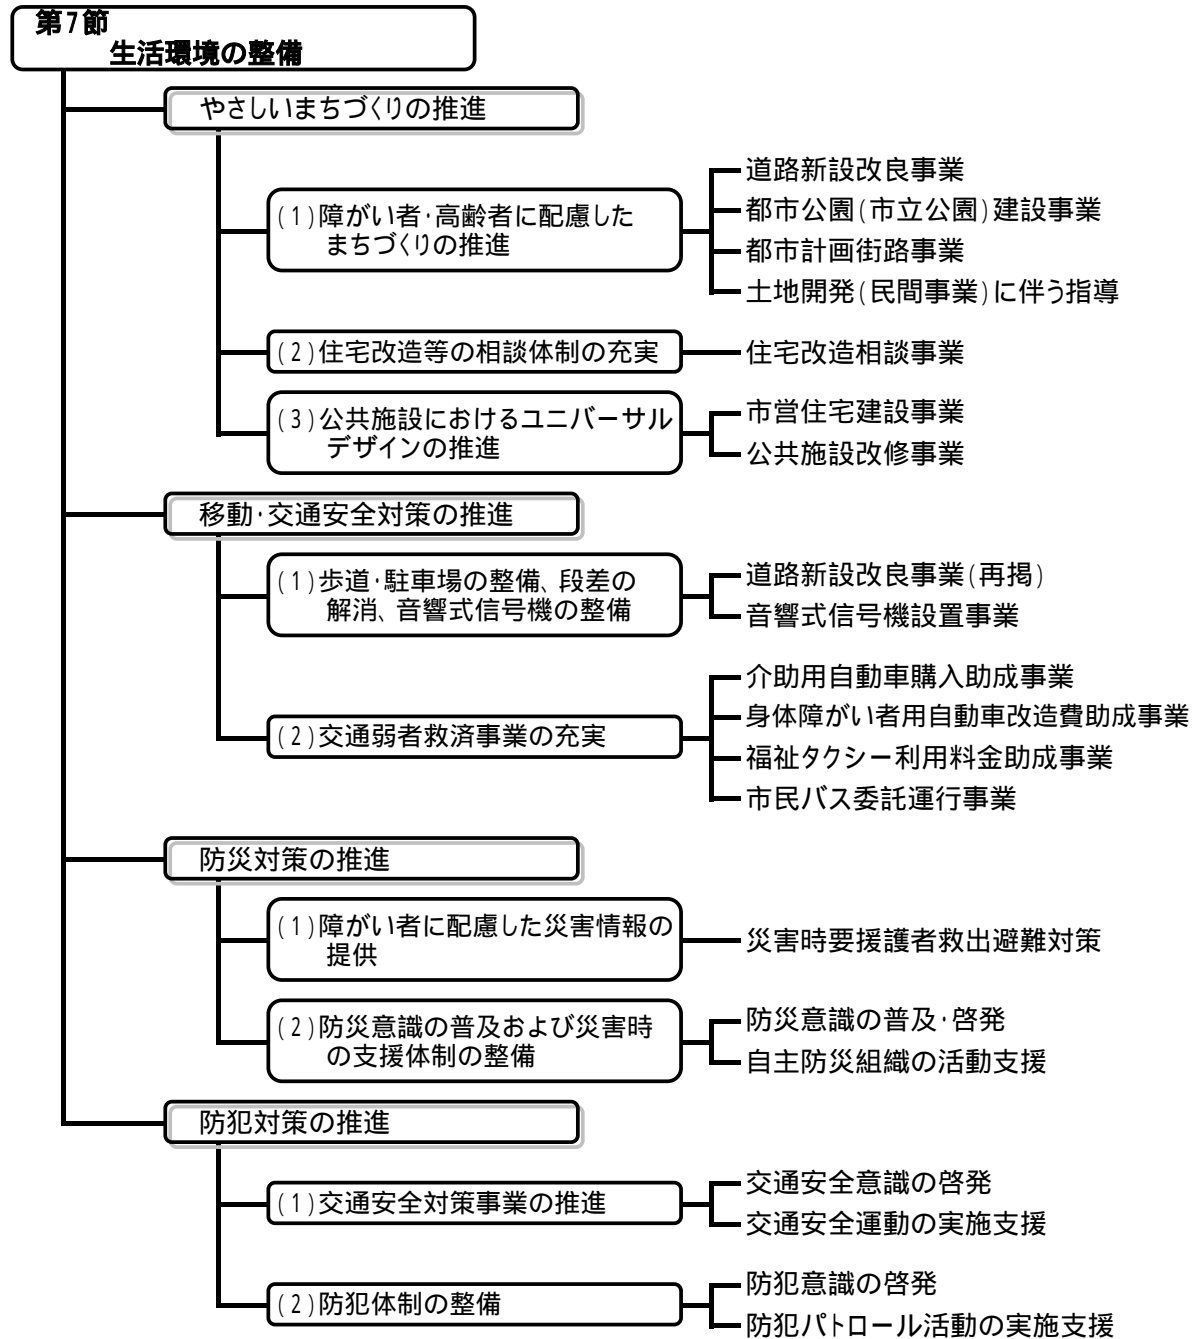 第7節
生活環境の整備
やさしいまちづくりの推進
(1)障がい者・高齢者に配慮した
まちづくりの推進
道路新設改良事業
都市公園(市立公園)建設事業
都市計画街路事業
土地開発(民間事業)に伴う指導
(2)住宅改造等の相談体制の充実
住宅改造相談事業
(3)公共施設におけるユニバーサル
デザインの推進
市営住宅建設事業
公共施設改修事業
移動・交通安全対策の推進
(1)歩道・駐車場の整備、段差の
解消、音響式信号機の整備
道路新設改良事業(再掲)
音響式信号機設置事業
(2)交通弱者救済事業の充実
介助用自動車購入助成事業
身体障がい者用自動車改造費助成事業
福祉タクシー利用料金助成事業
市民バス委託運行事業
防災対策の推進
(1)障がい者に配慮した災害情報の
提供
災害時要援護者救出避難対策
(2)防災意識の普及および災害時
の支援体制の整備
防災意識の普及・啓発
自主防災組織の活動支援
防犯対策の推進
(1)交通安全対策事業の推進
交通安全意識の啓発
交通安全運動の実施支援
(2)防犯体制の整備
防犯意識の啓発
防犯パトロール活動の実施支援